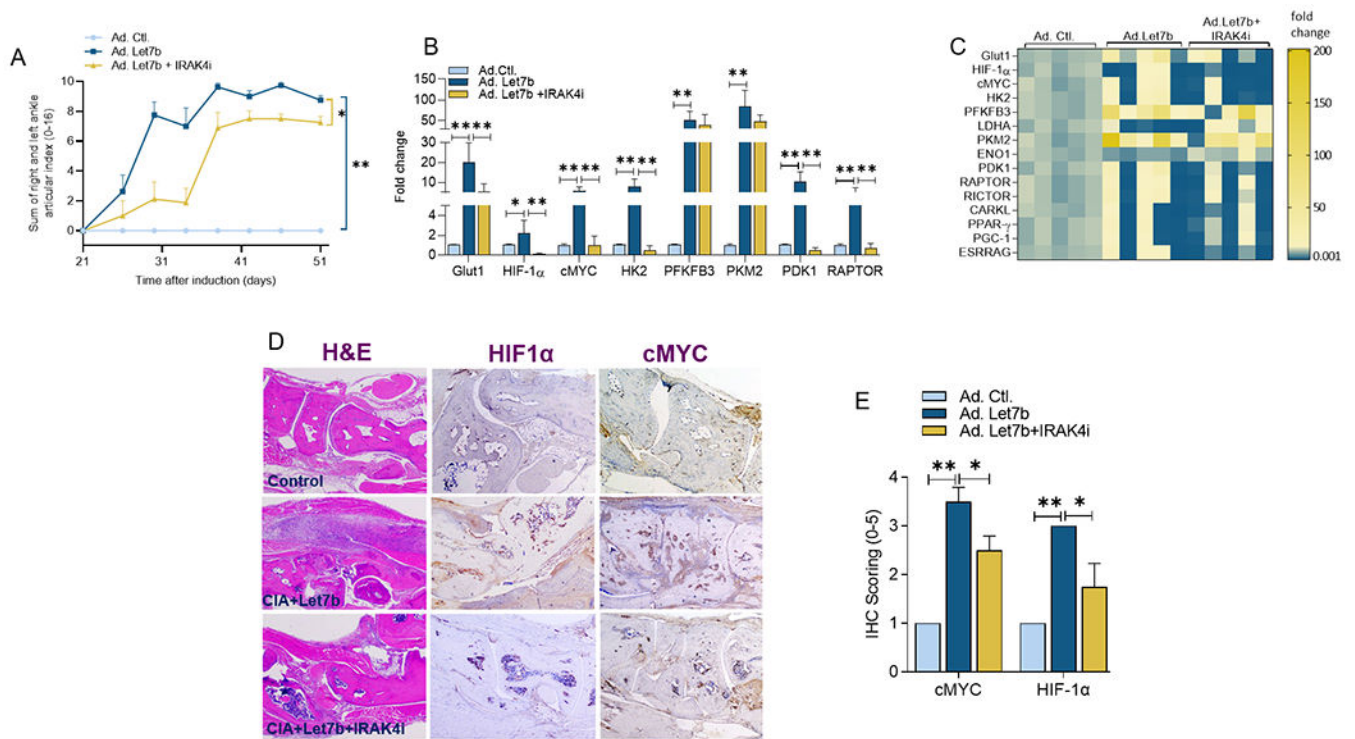 A
Ad. Ctl.
Ad. Let7b
Ad. Let7b + IRAK4i
Sum of right and left ankle
articular index (0-16)
10
8
6
4
2
0
21
31
41
51
Time after induction (days)
*
**
B
Ad.Ctl.
Ad. Let7b
Ad. Let7b +IRAK4i
Fold change
150
125
100
75
50
25
30
20
10
4
2
0
** **
* **
** **
** **
**
**
** **
** **
Glut1 HIF-1α cMYC HK2 PFKFB3 PKM2 PDK1 RAPTOR
C
Ad. Ctl.
Ad.Let7b
Ad.Let7b+
IRAK4i
fold
change
Glut1
HIF-1α
cMYC
HK2
PFKFB3
LDHA
PKM2
ENO1
PDK1
RAPTOR
RICTOR
CARKL
PPAR-γ
PGC-1
ESRRAG
200
150
100
50
0.001
D
H&E HIF1α cMYC
Control
CIA+Let7b
CIA+Let7b+IRAK4i
E
Ad. Ctl.
Ad. Let7b
Ad. Let7b+IRAK4i
IHC Scoring (0-5)
4
3
2
1
0
** *
** *
cMYC HIF-1α